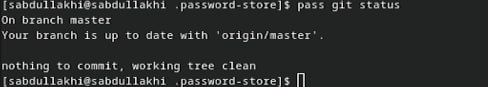 [sabdullakhi@sabdullakhi .password-store]$ pass git status
On branch master
Your branch is up to date with 'origin/master'.
nothing to commit, working tree clean
[sabdullakhi@sabdullakhi .password-store]$